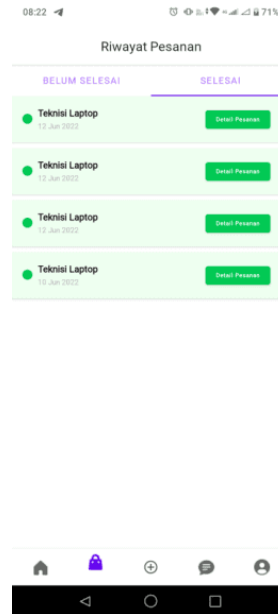 08:22 71%
Riwayat Pesanan
BELUM SELESAI SELESAI
Teknisi Laptop
12 Jun 2022
Detail Pesanan
Teknisi Laptop
12 Jun 2022
Detail Pesanan
Teknisi Laptop
12 Jun 2022
Detail Pesanan
Teknisi Laptop
10 Jun 2022
Detail Pesanan